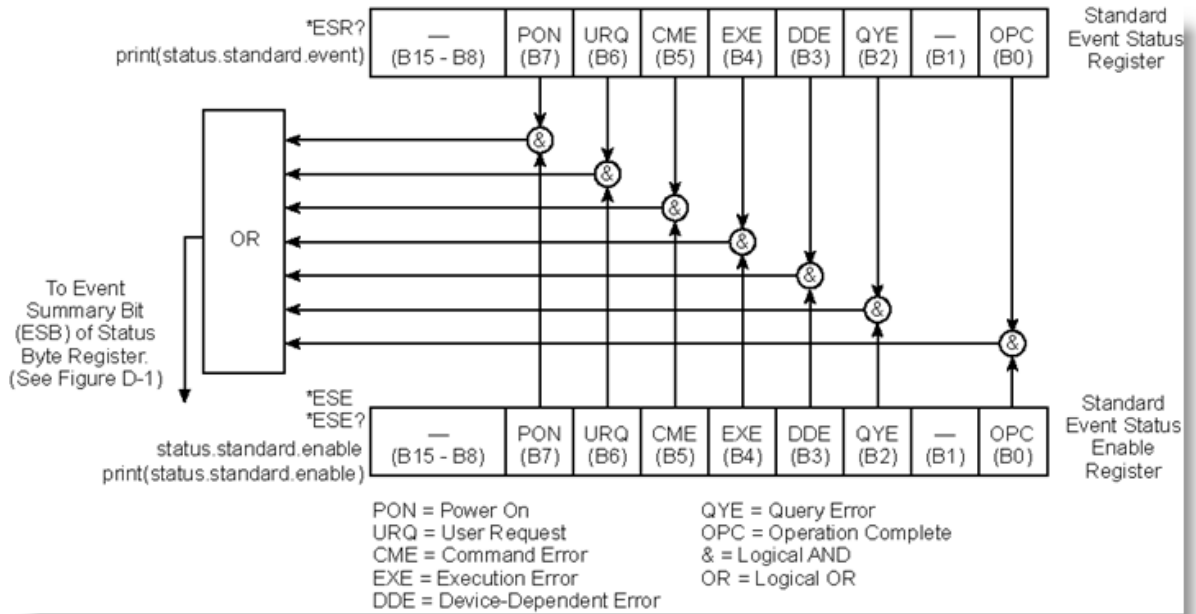 *ESR?
print(status.standard.event)
— (B15 - B8)
PON (B7)
URQ (B6)
CME (B5)
EXE (B4)
DDE (B3)
QYE (B2)
— (B1)
OPC (B0)
Standard
Event Status
Register
&
&
&
&
&
&
&
OR
To Event
Summary Bit
(ESB) of Status
Byte Register.
(See Figure D-1)
*ESE
*ESE?
status.standard.enable
print(status.standard.enable)
— (B15 - B8)
PON (B7)
URQ (B6)
CME (B5)
EXE (B4)
DDE (B3)
QYE (B2)
— (B1)
OPC (B0)
Standard
Event Status
Enable
Register
PON = Power On
URQ = User Request
CME = Command Error
EXE = Execution Error
DDE = Device-Dependent Error
QYE = Query Error
OPC = Operation Complete
& = Logical AND
OR = Logical OR